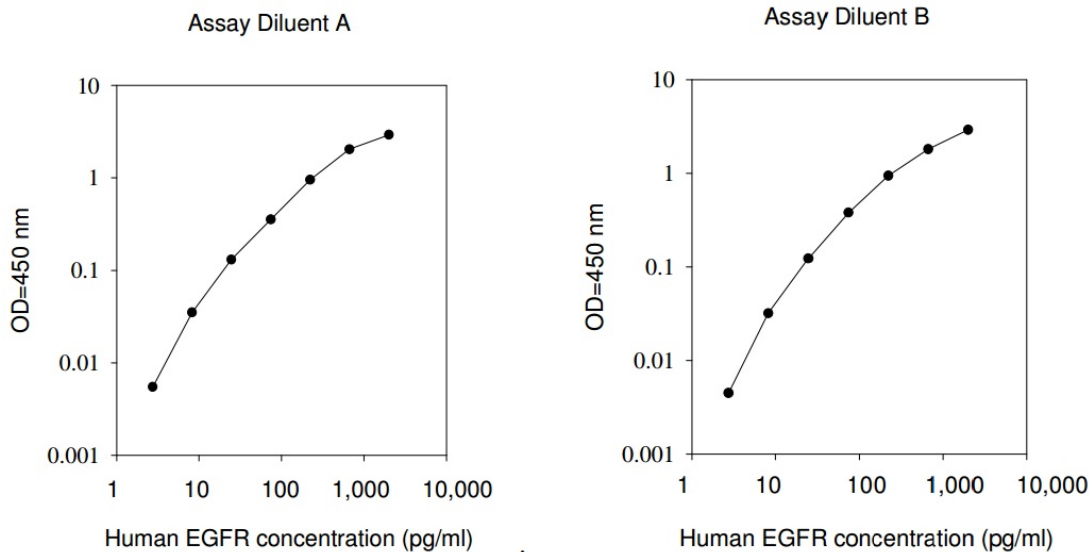 Assay Diluent A
10
1
0.1
0.01
0.001
OD=450 nm
1 10 100 1,000 10,000
Human EGFR concentration (pg/ml)
Assay Diluent B
10
1
0.1
0.01
0.001
OD=450 nm
1 10 100 1,000 10,000
Human EGFR concentration (pg/ml)